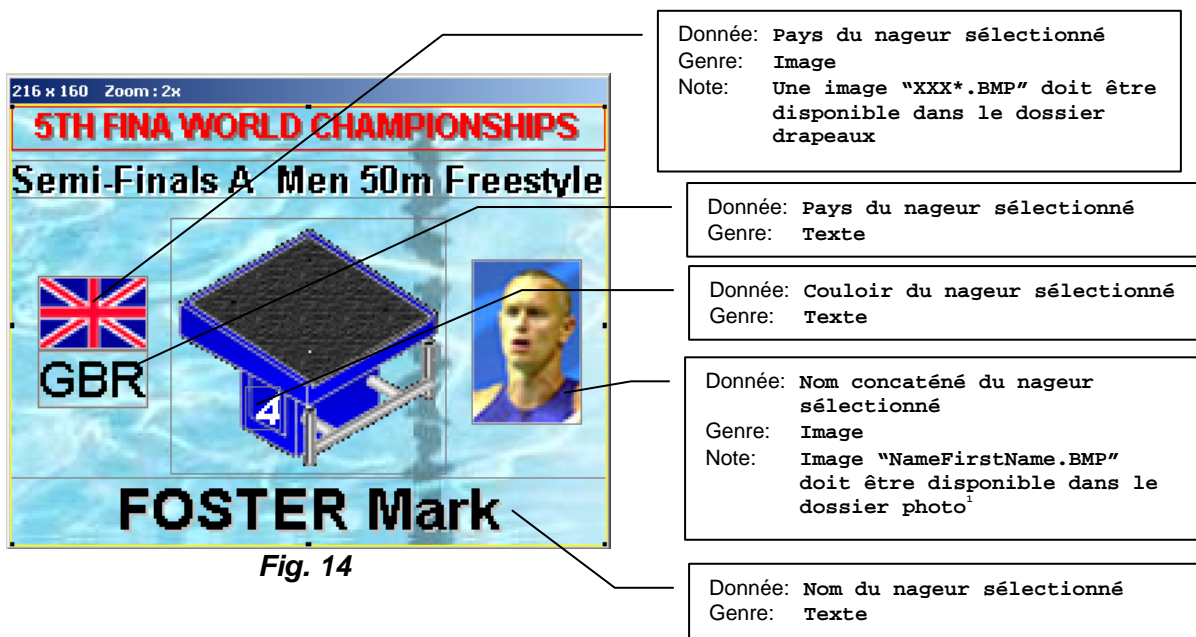 216 x 160 Zoom : 2x
5TH FINA WORLD CHAMPIONSHIPS
Semi-Finals A Men 50m Freestyle
GBR
4
FOSTER Mark
Fig. 14
Donnée: Pays du nageur sélectionné
Genre: Image
Note: Une image “XXX*.BMP” doit être
disponible dans le dossier
drapeaux
Donnée: Pays du nageur sélectionné
Genre: Texte
Donnée: Couloir du nageur sélectionné
Genre: Texte
Donnée: Nom concaténé du nageur
sélectionné
Genre: Image
Note: Image “NameFirstName.BMP”
doit être disponible dans le
dossier photo¹
Donnée: Nom du nageur sélectionné
Genre: Texte